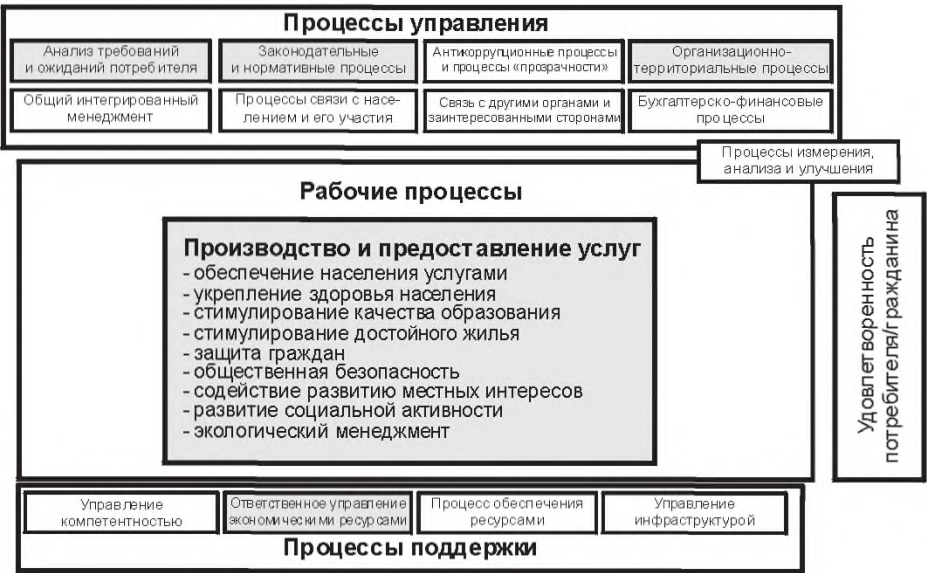 Процессы управления
Анализ требований
и ожиданий потребителя
Законодательные
и нормативные процессы
Антикоррупционные процессы
и процессы «прозрачности»
Организационно-
территориальные процессы
Общий интегрированный
менеджмент
Процессы связи с насе-
лением и его участия
Связь с другими органами и
заинтересованными сторонами
Бухгалтерско-финансовые
процессы
Процессы измерения,
анализа и улучшения
Рабочие процессы
Производство и предоставление услуг
- обеспечение населения услугами
- укрепление здоровья населения
- стимулирование качества образования
- стимулирование достойного жилья
- защита граждан
- общественная безопасность
- содействие развитию местных интересов
- развитие социальной активности
- экологический менеджмент
Удовлетворенность
потребителя/гражданина
Управление
компетентностью
Ответственное управление
экономическими ресурсами
Процесс обеспечения
ресурсами
Управление
инфраструктурой
Процессы поддержки